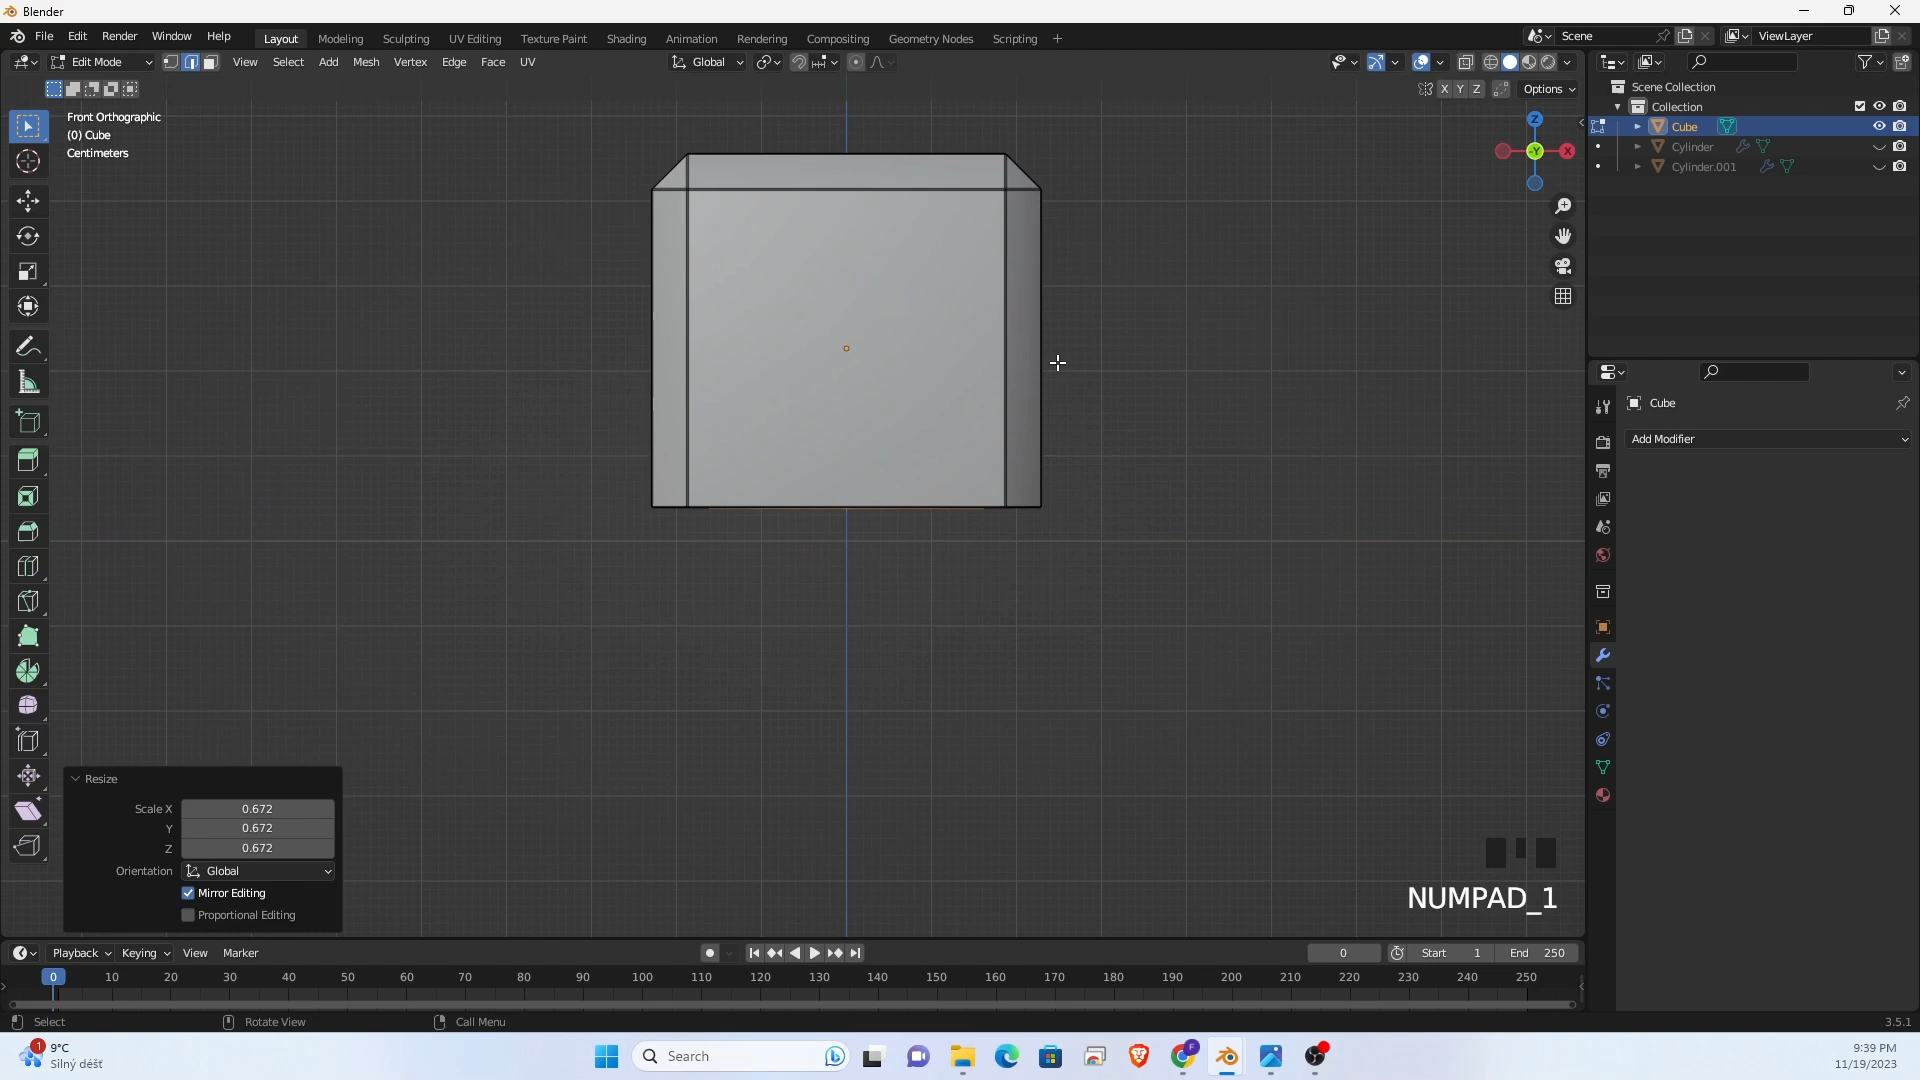 Blender
File Edit Render Window Help Layout Modeling Sculpting UV Editing Texture Paint Shading Animation Rendering Compositing Geometry Nodes Scripting + Scene ViewLayer
Edit Mode View Select Add Mesh Vertex Edge Face UV Global
X Y Z Options
Front Orthographic
(0) Cube
Centimeters
Z
-Y X
Scene Collection
Collection
Cube
Cylinder
Cylinder.001
Cube
Add Modifier
Resize
Scale X 0.672
Y 0.672
Z 0.672
Orientation Global
Mirror Editing
Proportional Editing
NUMPAD_1
Playback Keying View Marker 0 Start 1 End 250
0 10 20 30 40 50 60 70 80 90 100 110 120 130 140 150 160 170 180 190 200 210 220 230 240 250
Select Rotate View Call Menu 3.5.1
1 9°C
Silný déšť
Search
F
9:39 PM
11/19/2023